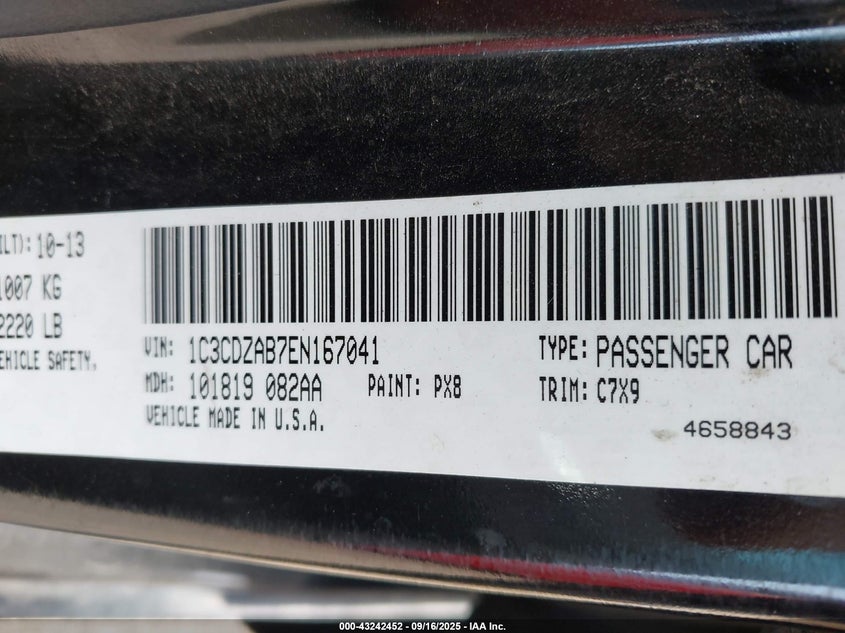 ILT): 10-13
1007 KG
2220 LB
EHICLE SAFETY,
VIN: 1C3CDZAB7EN167041
TYPE: PASSENGER CAR
MDH: 101819 082AA
PAINT: PX8
TRIM: C7X9
VEHICLE MADE IN U.S.A.
4658843
000-43242452 - 09/16/2025 - IAA Inc.